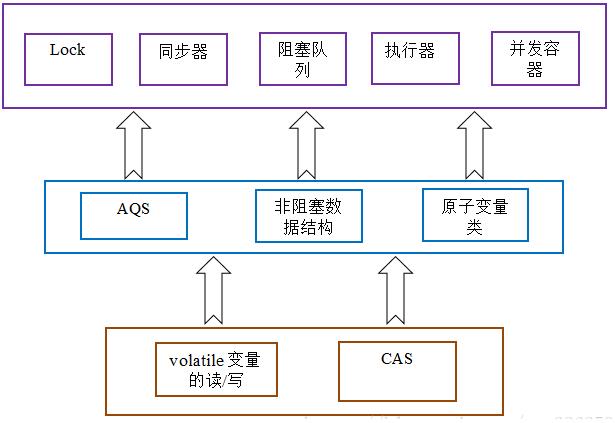 Lock
同步器
阻塞队
列
执行器
并发容
器
AQS
非阻塞数
据结构
原子变量
类
volatile 变量
的读/写
CAS